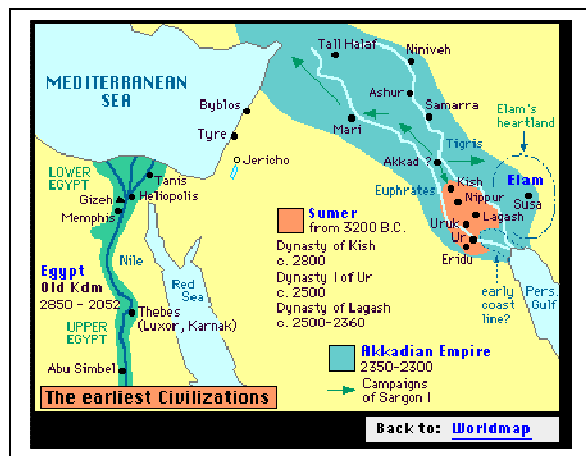 MEDITERRANEAN
SEA
Tall Halaf
Niniveh
Ashur
Samarra
Mari
Byblos
Tyre
Jericho
Tigris
Elam's
heartland
Akkad ?
Euphrates
Kish
Elam
Nippur
Susa
Lagash
Uruk
Ur
Eridu
LOWER
EGYPT
Tanis
Gizeh
Heliopolis
Memphis
Nile
Egypt
Old Kdm
2850 - 2052
Red
Sea
Thebes
(Luxor, Karnak)
UPPER
EGYPT
Abu Simbel
Sumer
from 3200 B.C.
Dynasty of Kish
c. 2800
Dynasty I of Ur
c. 2500
Dynasty of Lagash
c. 2500-2360
early
coast
line?
Pers.
Gulf
Akkadian Empire
2350-2300
Campaigns
of Sargon I
The earliest Civilizations
Back to: Worldmap